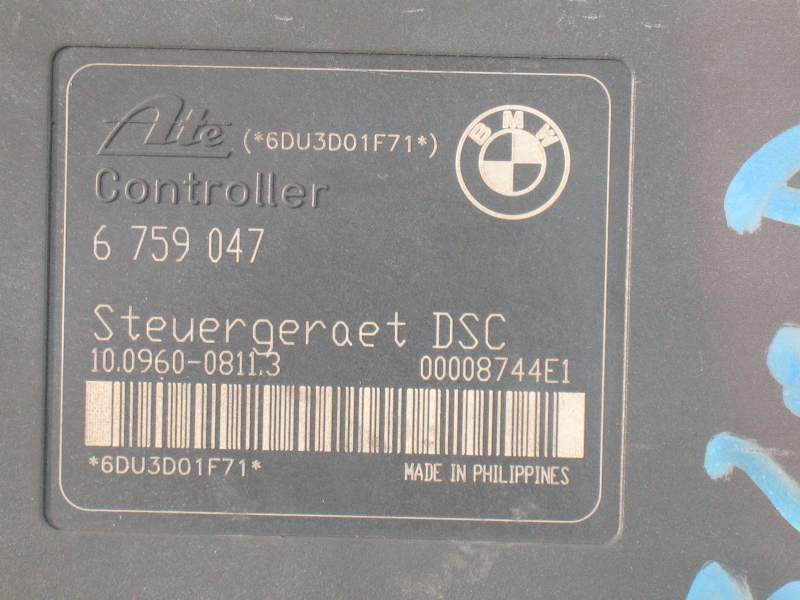 Ate (*6DU3D01F71*)
BMW
Controller
6 759 047
Steuergeraet DSC
10.0960-0811.3 00008744E1
*6DU3D01F71* MADE IN PHILIPPINES